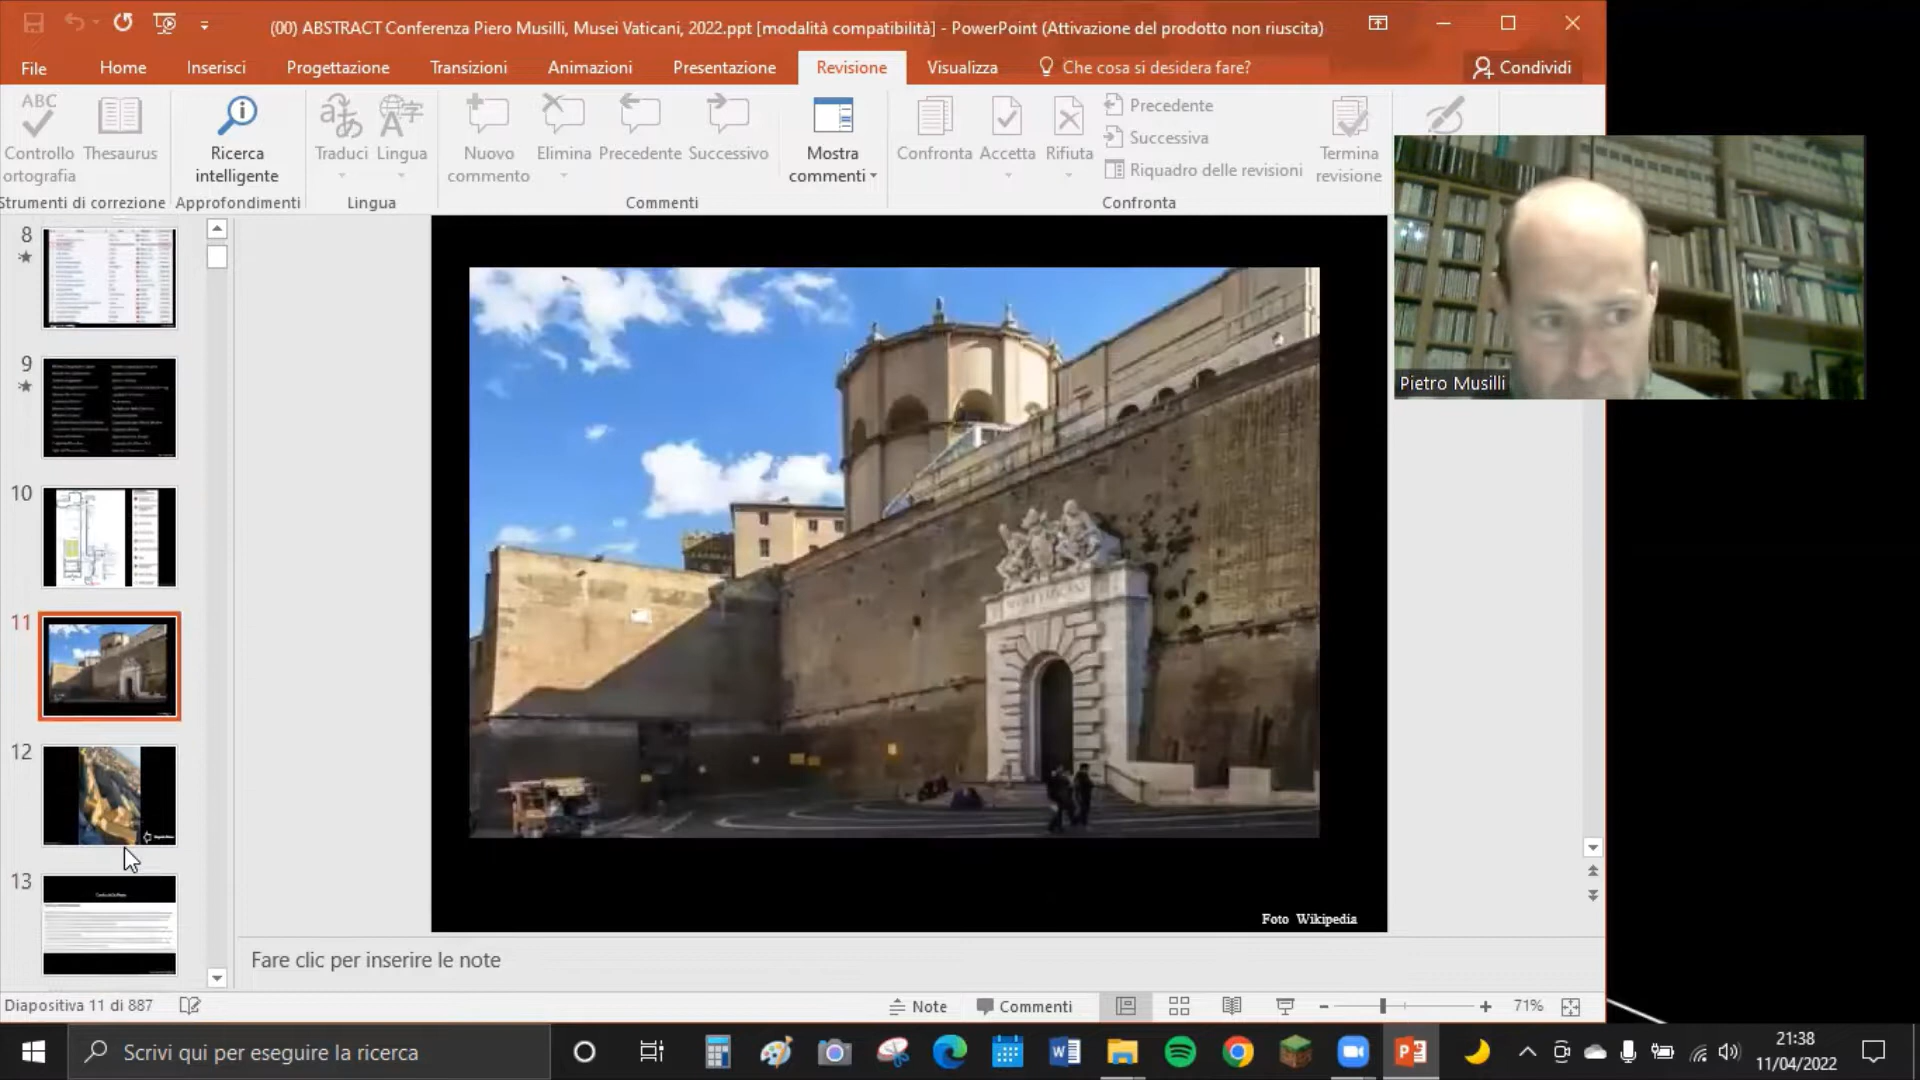 (00) ABSTRACT Conferenza Piero Musilli, Musei Vaticani, 2022.ppt [modalità compatibilità] - PowerPoint (Attivazione del prodotto non riuscita)
File Home Inserisci Progettazione Transizioni Animazioni Presentazione Revisione Visualizza Che cosa si desidera fare? Condividi
ABC
Controllo
ortografia
Thesaurus
Ricerca
intelligente
Traduci
Lingua
Nuovo
commento
Elimina
Precedente
Successivo
Mostra
commenti
Confronta
Accetta
Rifiuta
Precedente
Successiva
Riquadro delle revisioni
Termina
revisione
Strumenti di correzione Approfondimenti Lingua Commenti Confronta
8
9
10
11
12
13
MUSEI VATICANI
Pietro Musilli
Foto Wikipedia
Fare clic per inserire le note
Diapositiva 11 di 887 Note Commenti 71%
Scrivi qui per eseguire la ricerca
21:38
11/04/2022